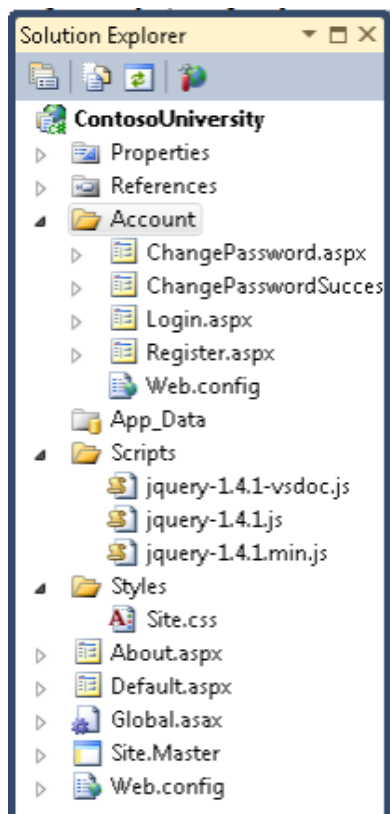 Solution Explorer
ContosoUniversity
Properties
References
Account
ChangePassword.aspx
ChangePasswordSucces
Login.aspx
Register.aspx
Web.config
App_Data
Scripts
jquery-1.4.1-vsdoc.js
jquery-1.4.1.js
jquery-1.4.1.min.js
Styles
Site.css
About.aspx
Default.aspx
Global.asax
Site.Master
Web.config